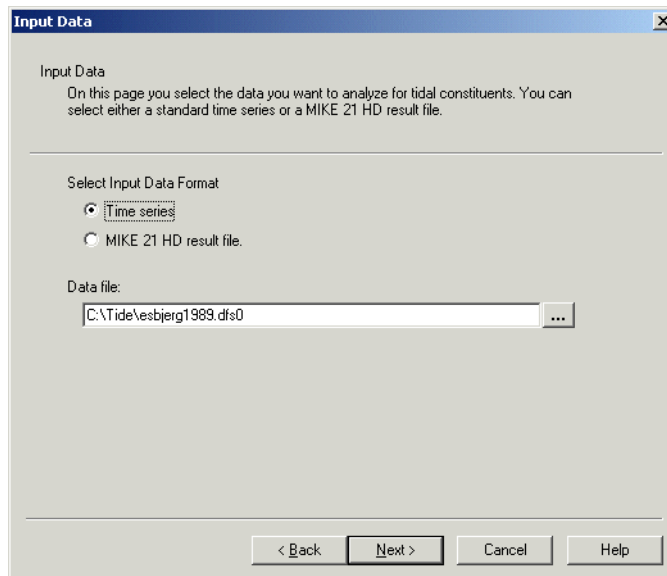 Input Data
Input Data
On this page you select the data you want to analyze for tidal constituents. You can
select either a standard time series or a MIKE 21 HD result file.
Select Input Data Format
Time series
MIKE 21 HD result file.
Data file:
C:\Tide\esbjerg1989.dfs0
...
< Back
Next >
Cancel
Help